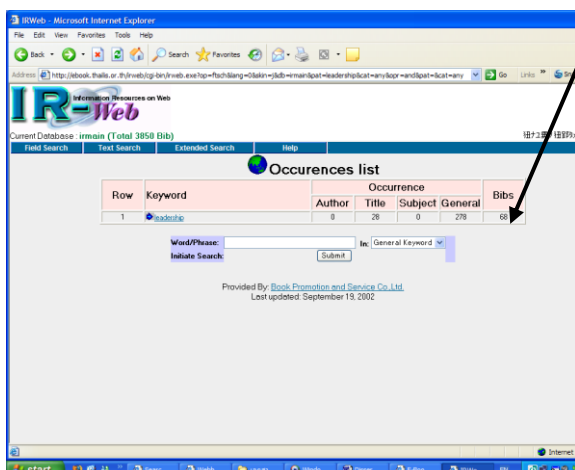 IRWeb - Microsoft Internet Explorer
File Edit View Favorites Tools Help
Back Search Favorites
Address http://ebook.thailis.or.th/irweb/cgi-bin/irweb.exe?op=ftsch&lang=0&skin=j&db=irmain&pat=leadership&cat=any&opr=and&pat=&cat=any Go Links
Information Resources on Web
IR-Web
Current Database : irmain (Total 3850 Bib)
Field Search Text Search Extended Search Help
Occurences list
Row Keyword Occurrence Bibs
Author Title Subject General
1 leadership 0 28 0 278 68
Word/Phrase: In: General Keyword
Initiate Search: Submit
Provided By: Book Promotion and Service Co.,Ltd.
Last updated: September 19, 2002
Internet
start